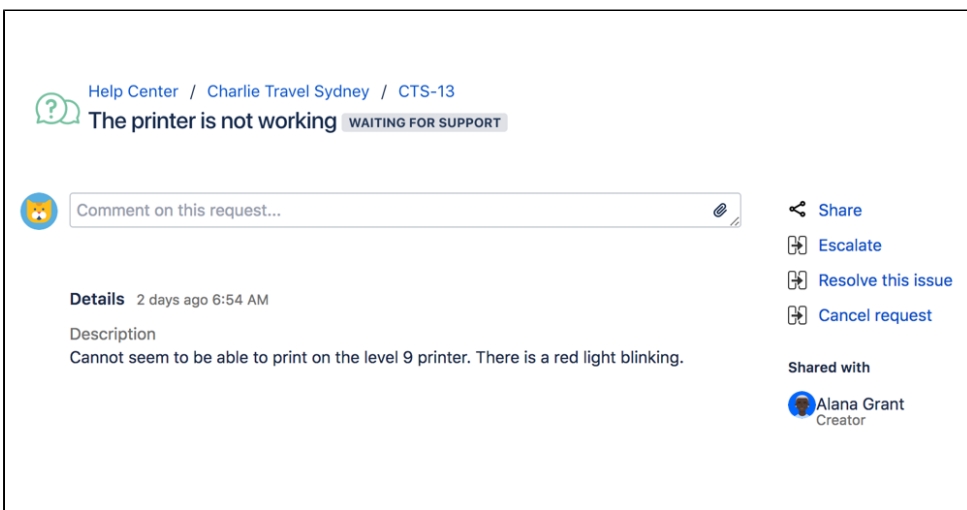 Help Center / Charlie Travel Sydney / CTS-13
The printer is not working WAITING FOR SUPPORT
Comment on this request...
Share
Escalate
Resolve this issue
Cancel request
Details 2 days ago 6:54 AM
Description
Cannot seem to be able to print on the level 9 printer. There is a red light blinking.
Shared with
Alana Grant
Creator